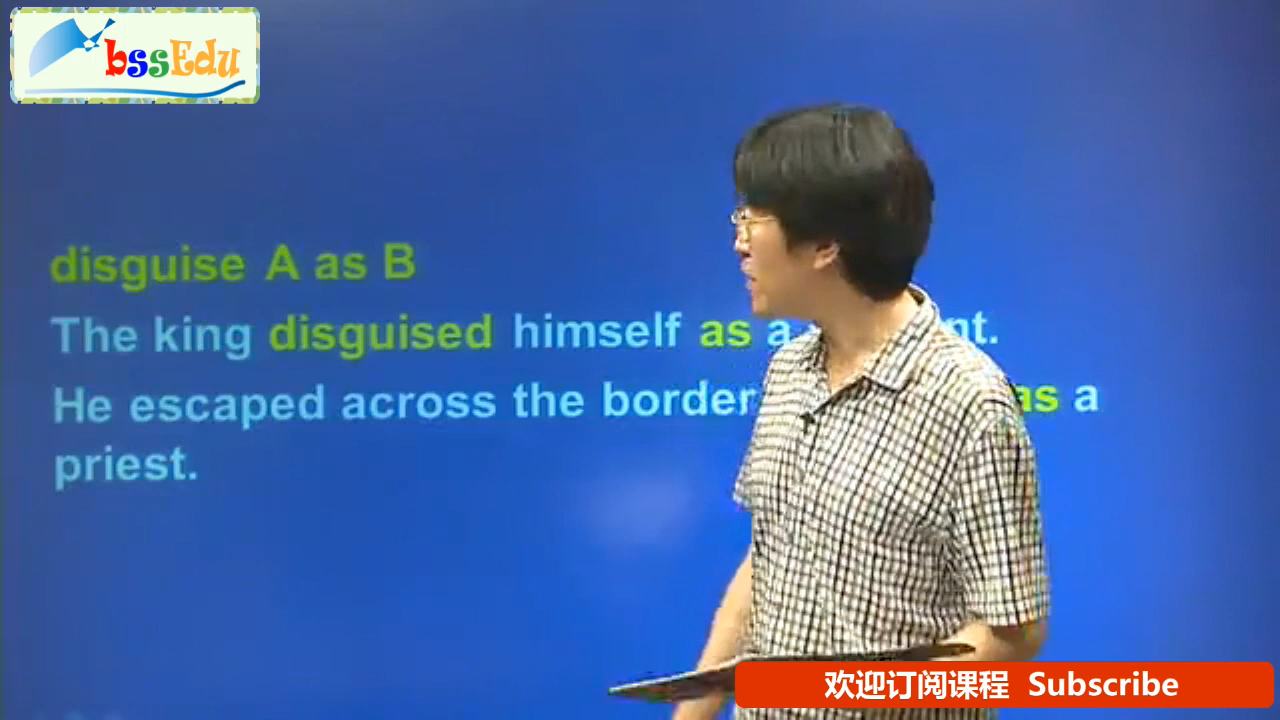 bssEdu
disguise A as B
The king disguised himself as a nt.
He escaped across the border as a
priest.
欢迎订阅课程 Subscribe